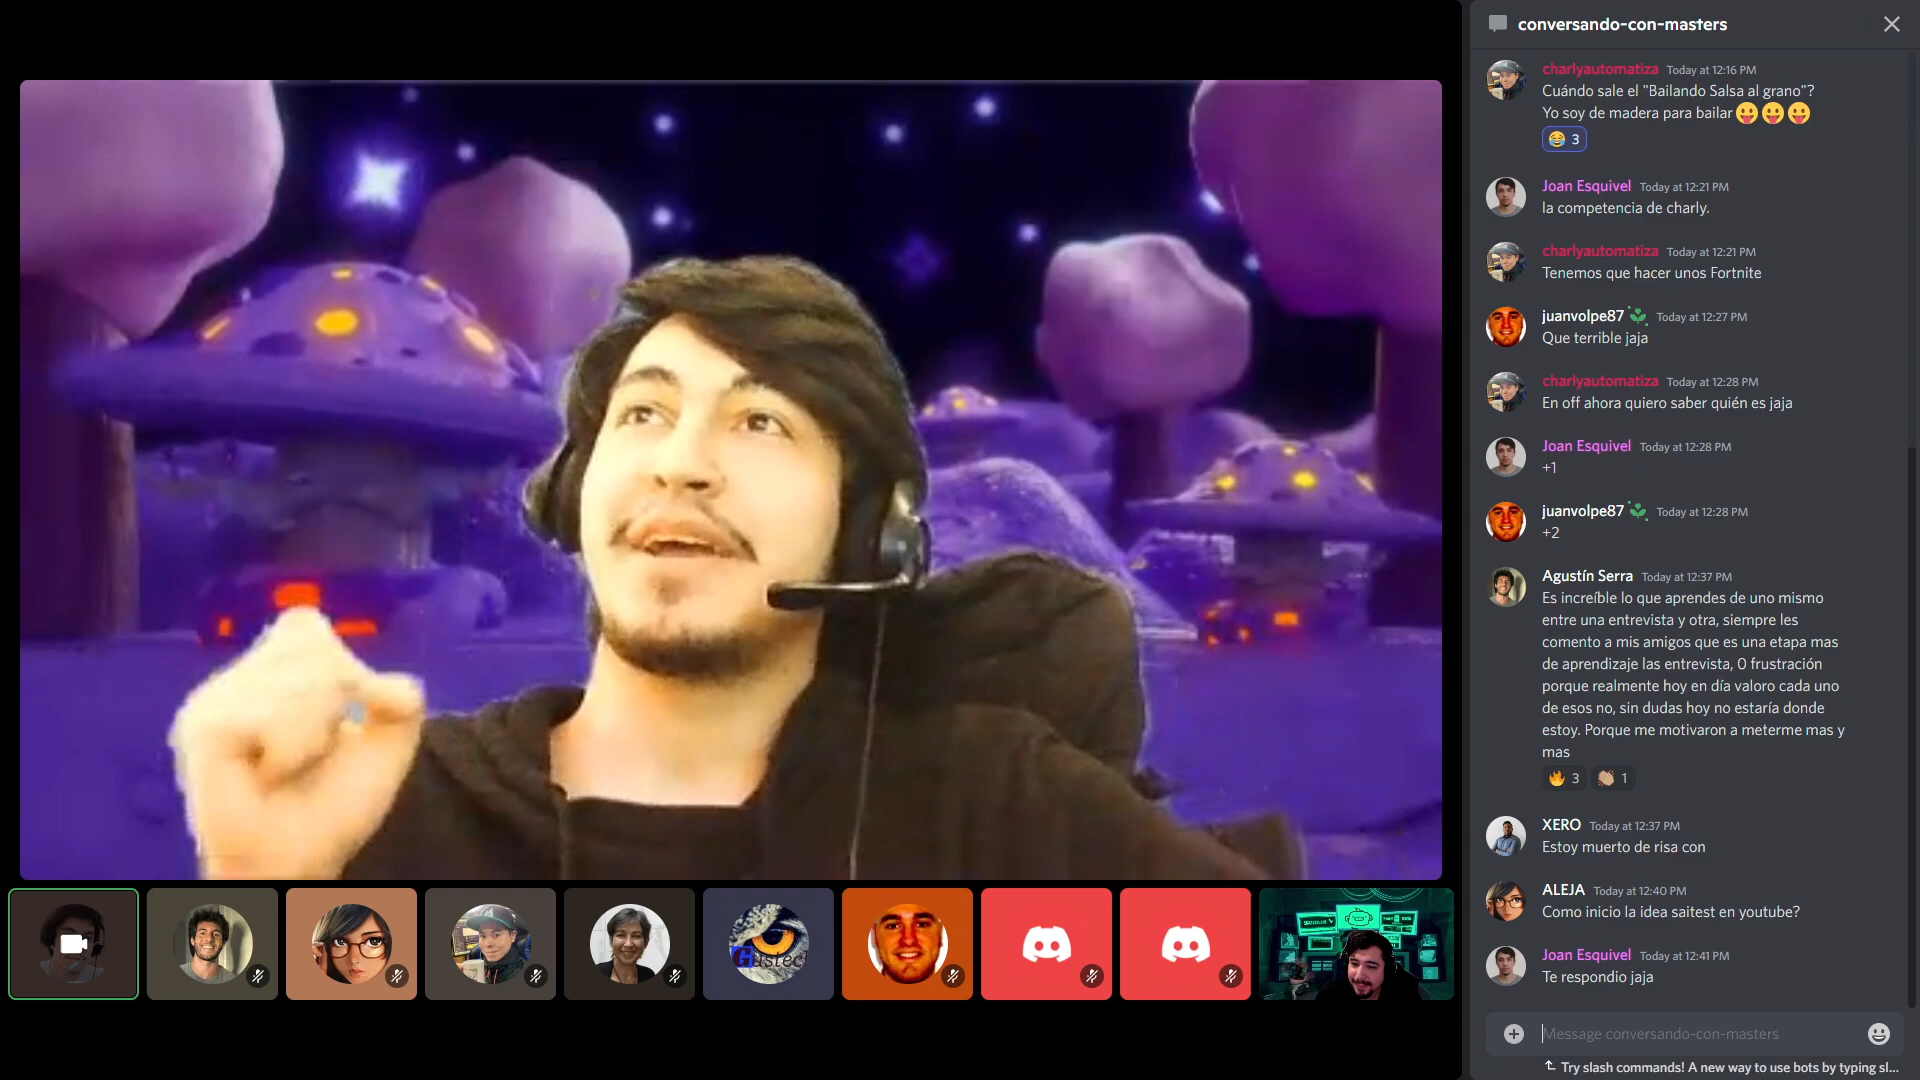 conversando-con-masters
charlyautomatiza Today at 12:16 PM
Cuándo sale el "Bailando Salsa al grano"?
Yo soy de madera para bailar
3
Joan Esquivel Today at 12:21 PM
la competencia de charly.
charlyautomatiza Today at 12:21 PM
Tenemos que hacer unos Fortnite
juanvolpe87 Today at 12:27 PM
Que terrible jaja
charlyautomatiza Today at 12:28 PM
En off ahora quiero saber quién es jaja
Joan Esquivel Today at 12:28 PM
+1
juanvolpe87 Today at 12:28 PM
+2
Agustín Serra Today at 12:37 PM
Es increíble lo que aprendes de uno mismo
entre una entrevista y otra, siempre les
comento a mis amigos que es una etapa mas
de aprendizaje las entrevista, 0 frustración
porque realmente hoy en día valoro cada uno
de esos no, sin dudas hoy no estaría donde
estoy. Porque me motivaron a meterme mas y
mas
3 1
XERO Today at 12:37 PM
Estoy muerto de risa con
ALEJA Today at 12:40 PM
Como inicio la idea saitest en youtube?
Joan Esquivel Today at 12:41 PM
Te respondio jaja
Message conversando-con-masters
Try slash commands! A new way to use bots by typing sl...